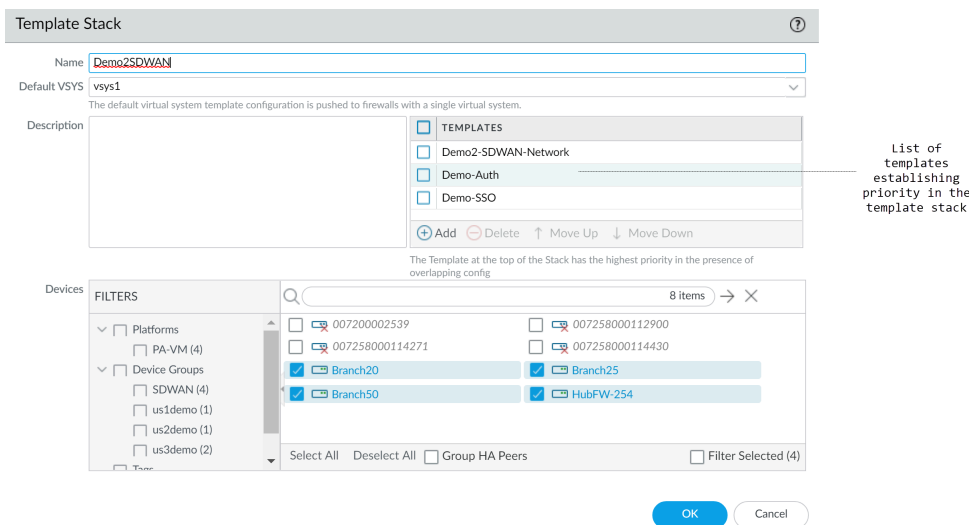 Template Stack
Name Demo2SDWAN
Default VSYS vsys1
The default virtual system template configuration is pushed to firewalls with a single virtual system.
Description
TEMPLATES
Demo2-SDWAN-Network
Demo-Auth
Demo-SSO
Add Delete ↑ Move Up ↓ Move Down
The Template at the top of the Stack has the highest priority in the presence of
overlapping config
List of
templates
establishing
priority in the
template stack
Devices
FILTERS
Platforms
PA-VM (4)
Device Groups
SDWAN (4)
us1demo (1)
us2demo (1)
us3demo (2)
Tags
8 items
007200002539 007258000112900
007258000114271 007258000114430
Branch20 Branch25
Branch50 HubFW-254
Select All Deselect All Group HA Peers Filter Selected (4)
OK Cancel